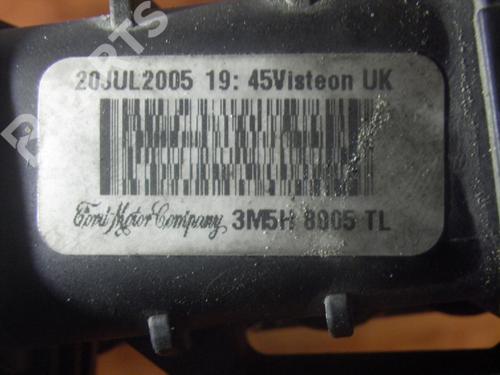 20JUL2005 19: 45Visteon UK
Ford Motor Company 3M5H 8005 TL